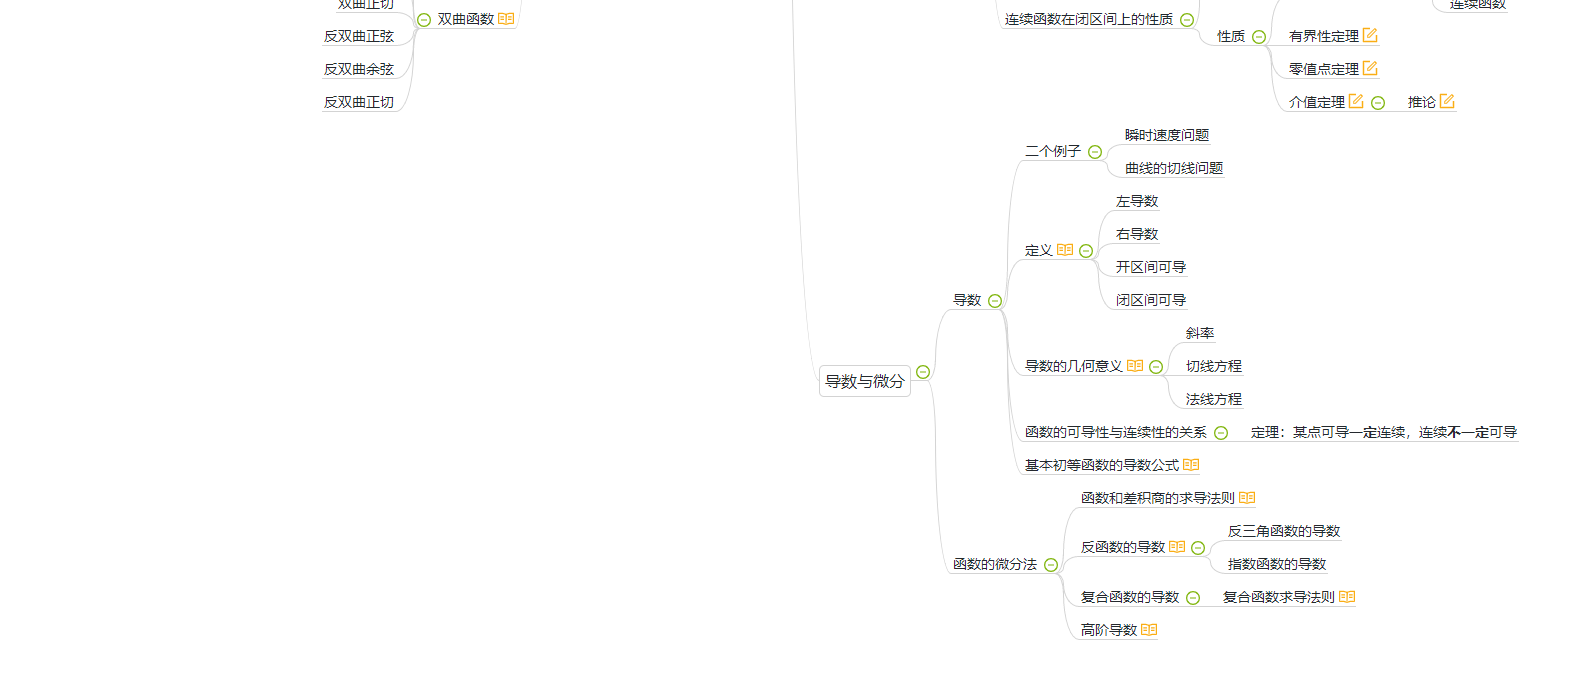 双曲正切
双曲函数
反双曲正弦
反双曲余弦
反双曲正切
连续函数
连续函数在闭区间上的性质
性质
有界性定理
零值点定理
介值定理
推论
导数与微分
导数
二个例子
瞬时速度问题
曲线的切线问题
定义
左导数
右导数
开区间可导
闭区间可导
导数的几何意义
斜率
切线方程
法线方程
函数的可导性与连续性的关系
定理：某点可导一定连续，连续不一定可导
基本初等函数的导数公式
函数的微分法
函数和差积商的求导法则
反函数的导数
反三角函数的导数
指数函数的导数
复合函数的导数
复合函数求导法则
高阶导数